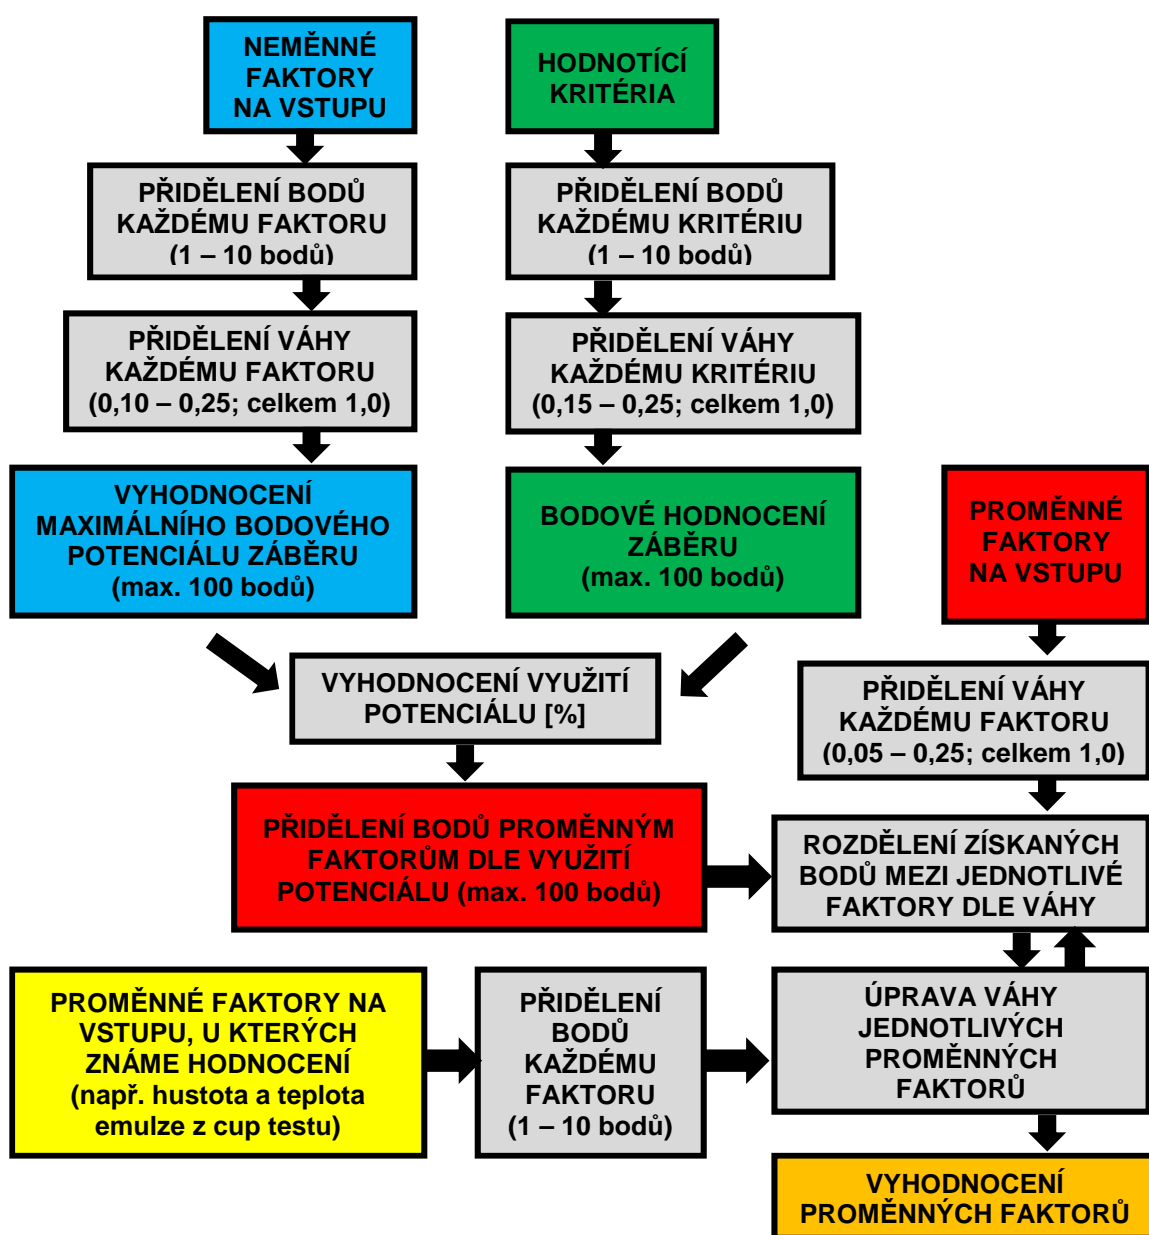 NEMĚNNÉ
FAKTORY
NA VSTUPU
HODNOTÍCÍ
KRITÉRIA
PŘIDĚLENÍ BODŮ
KAŽDÉMU FAKTORU
(1 – 10 bodů)
PŘIDĚLENÍ BODŮ
KAŽDÉMU KRITÉRIU
(1 – 10 bodů)
PŘIDĚLENÍ VÁHY
KAŽDÉMU FAKTORU
(0,10 – 0,25; celkem 1,0)
PŘIDĚLENÍ VÁHY
KAŽDÉMU KRITÉRIU
(0,15 – 0,25; celkem 1,0)
VYHODNOCENÍ
MAXIMÁLNÍHO BODOVÉHO
POTENCIÁLU ZÁBĚRU
(max. 100 bodů)
BODOVÉ HODNOCENÍ
ZÁBĚRU
(max. 100 bodů)
PROMĚNNÉ
FAKTORY
NA VSTUPU
VYHODNOCENÍ VYUŽITÍ
POTENCIÁLU [%]
PŘIDĚLENÍ VÁHY
KAŽDÉMU FAKTORU
(0,05 – 0,25; celkem 1,0)
PŘIDĚLENÍ BODŮ PROMĚNNÝM
FAKTORŮM DLE VYUŽITÍ
POTENCIÁLU (max. 100 bodů)
ROZDĚLENÍ ZÍSKANÝCH
BODŮ MEZI JEDNOTLIVÉ
FAKTORY DLE VÁHY
PROMĚNNÉ FAKTORY NA
VSTUPU, U KTERÝCH
ZNÁME HODNOCENÍ
(např. hustota a teplota
emulze z cup testu)
PŘIDĚLENÍ
BODŮ
KAŽDÉMU
FAKTORU
(1 – 10 bodů)
ÚPRAVA VÁHY
JEDNOTLIVÝCH
PROMĚNNÝCH
FAKTORŮ
VYHODNOCENÍ
PROMĚNNÝCH FAKTORŮ